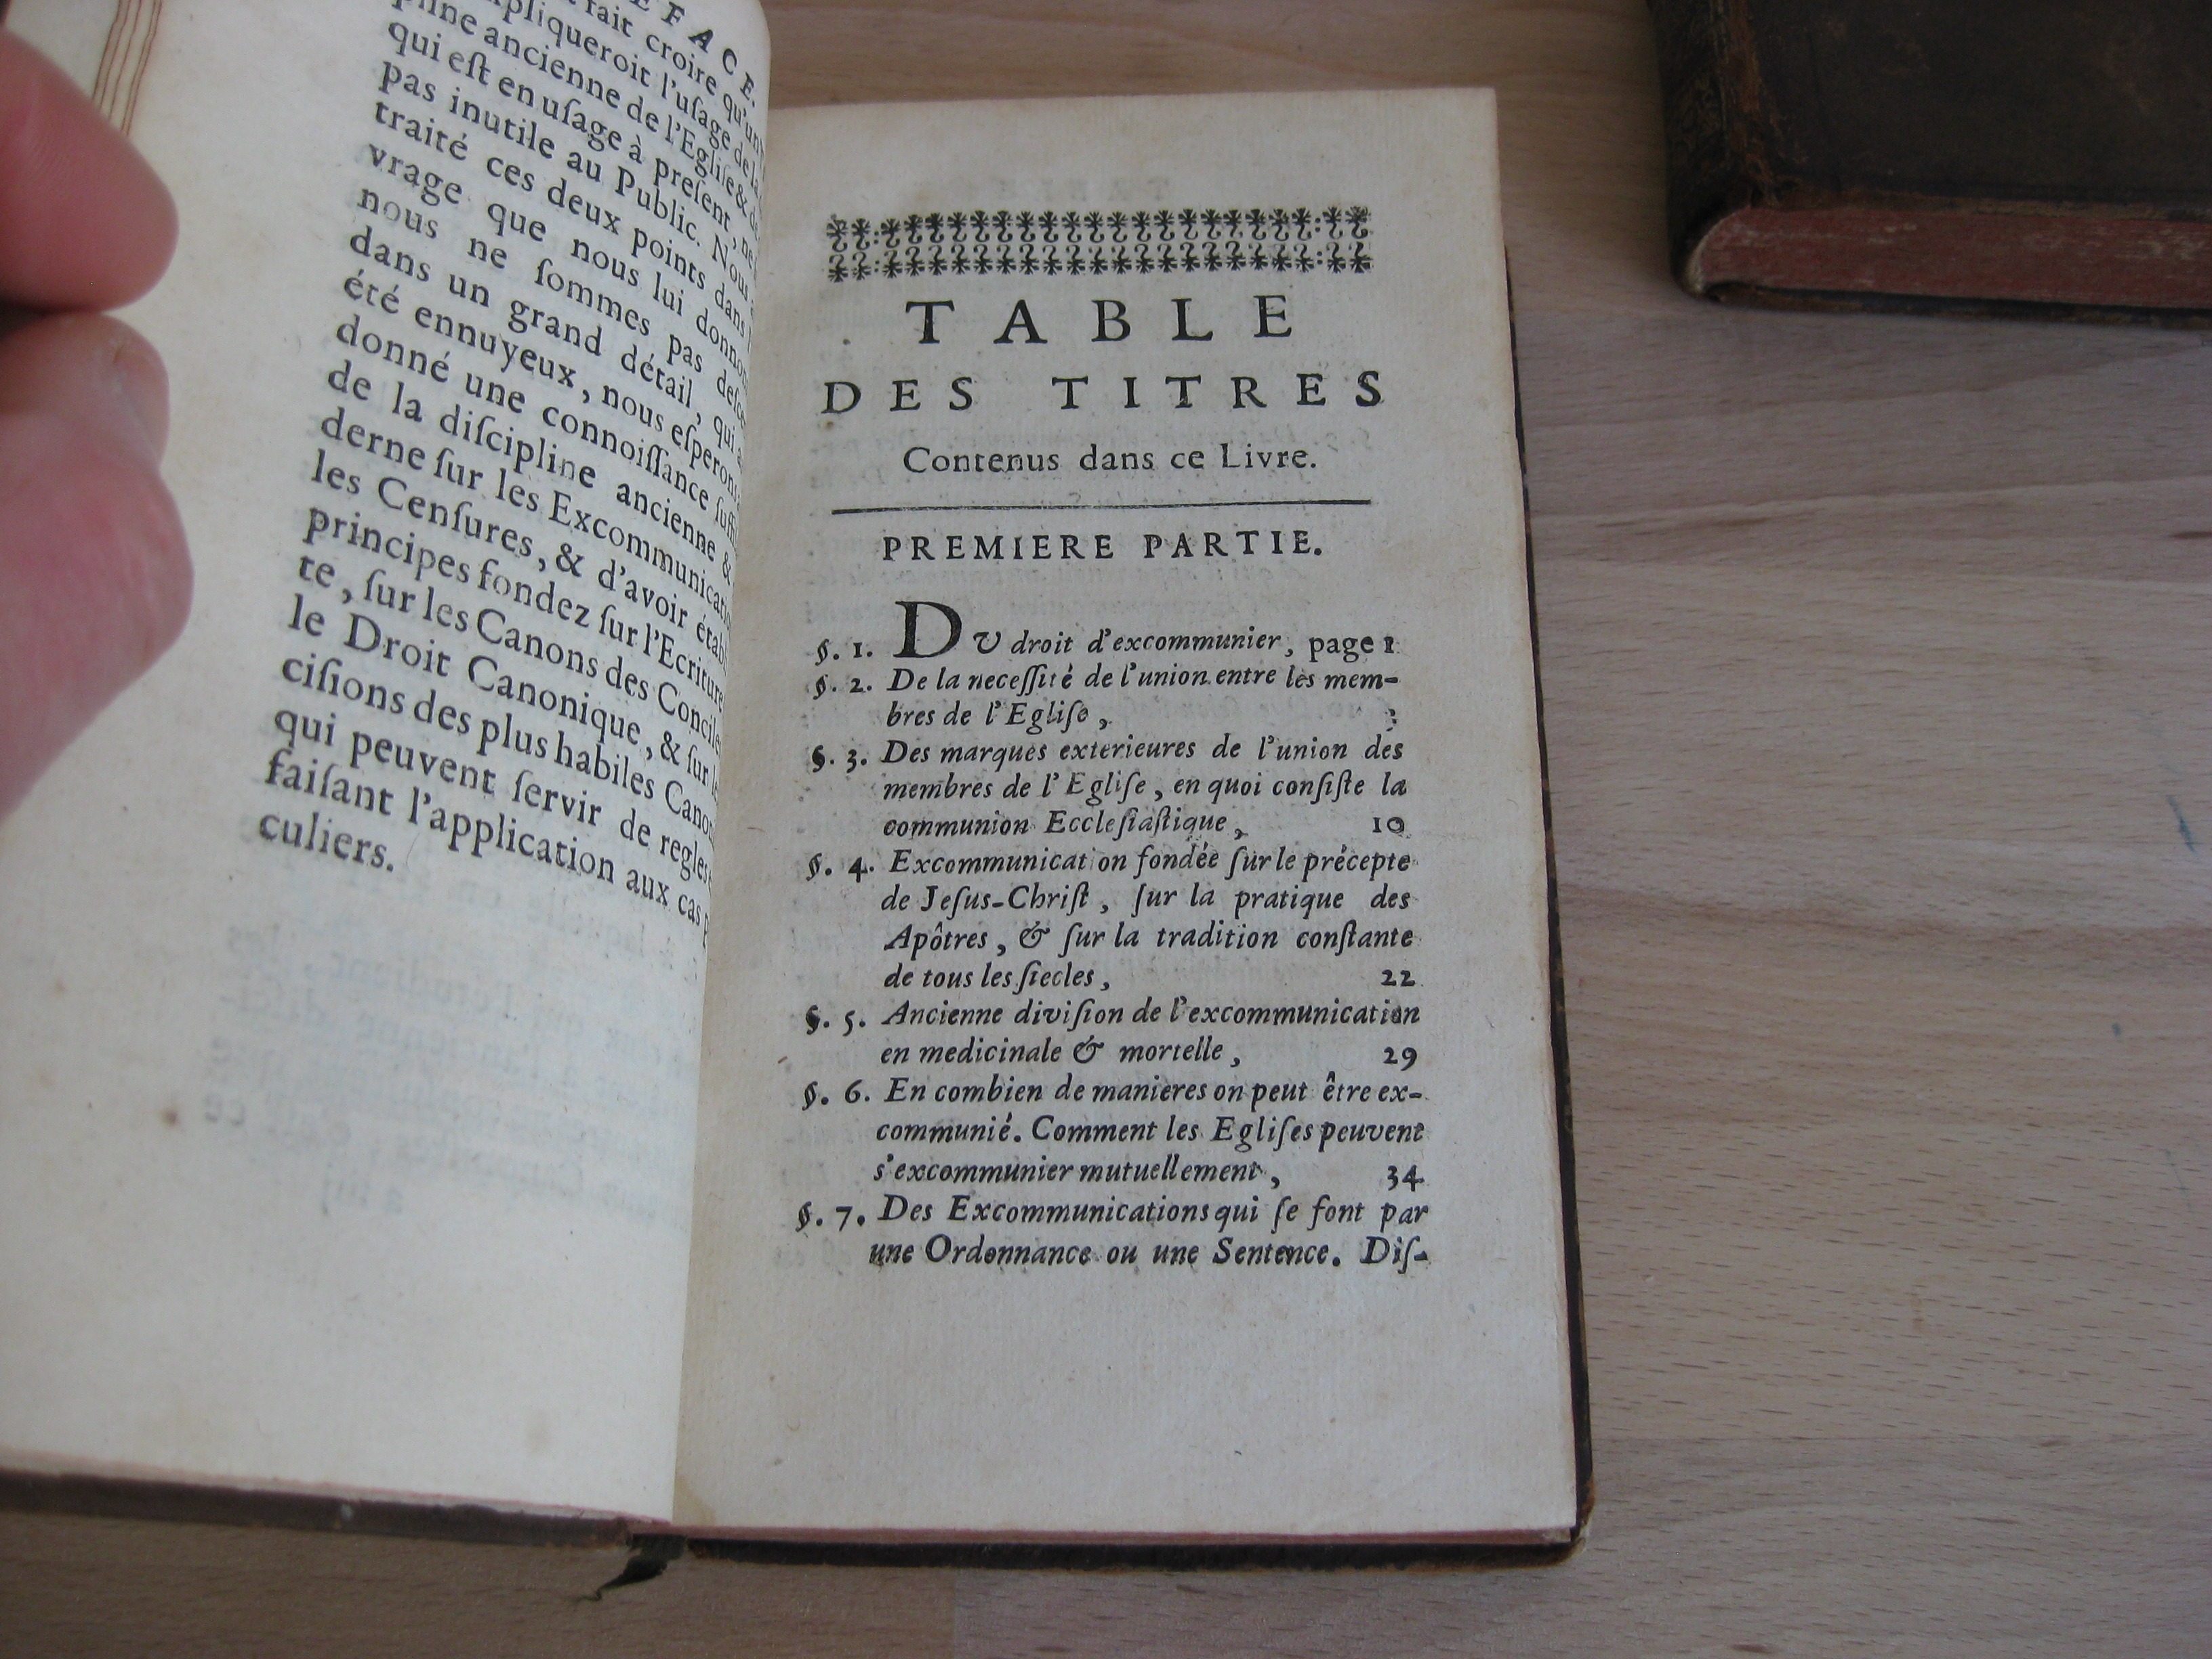 FACE.
fait croire qu'un
pliqueroit l'uſage de la
ancienne de l'Egliſe &
qui eſt en uſage à preſent, ne
pas inutile au Public. Nous
traité ces deux points dans
vrage que nous lui
nous ne ſommes pas
dans un grand détail, qui
été ennuyeux, nous
donné une connoiſſance
de la diſcipline ancienne &
derne ſur les
les Cenſures, & d'avoir
principes fondez ſur
te, ſur les Canons des
le Droit Canonique, & ſur
ciſions des plus habiles
qui peuvent ſervir de
faiſant l'application aux cas
culiers.
TABLE
DES TITRES
Contenus dans ce Livre.
PREMIERE PARTIE.
§. 1. DU droit d'excommunier, page 1
§. 2. De la neceſſité de l'union entre les mem-
bres de l'Egliſe,
§. 3. Des marques exterieures de l'union des
membres de l'Egliſe, en quoi conſiſte la
communion Eccleſiaſtique, 10
§. 4. Excommunication fondée ſur le précepte
de Jeſus-Chriſt, ſur la pratique des
Apôtres, & ſur la tradition conſtante
de tous les ſiecles, 22
§. 5. Ancienne diviſion de l'excommunication
en medicinale & mortelle, 29
§. 6. En combien de manieres on peut être ex-
communié. Comment les Egliſes peuvent
s'excommunier mutuellement, 34
§. 7. Des Excommunications qui ſe font par
une Ordonnance ou une Sentence. Diſ-